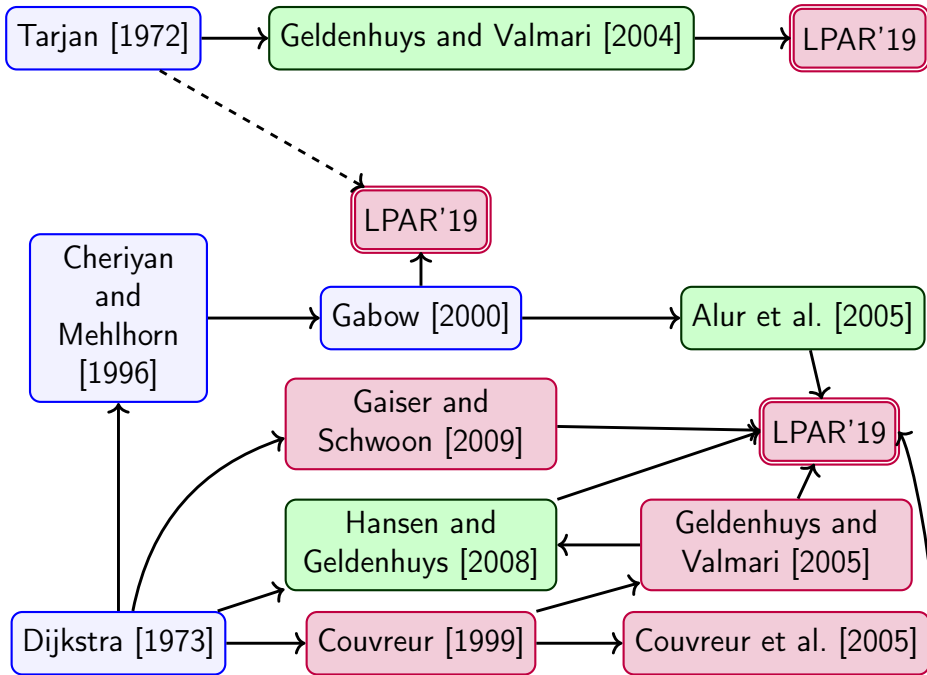 Tarjan [1972]
Geldenhuys and Valmari [2004]
LPAR'19
LPAR'19
Cheriyan
and
Mehlhorn
[1996]
Gabow [2000]
Alur et al. [2005]
Gaiser and
Schwoon [2009]
LPAR'19
Hansen and
Geldenhuys [2008]
Geldenhuys and
Valmari [2005]
Dijkstra [1973]
Couvreur [1999]
Couvreur et al. [2005]